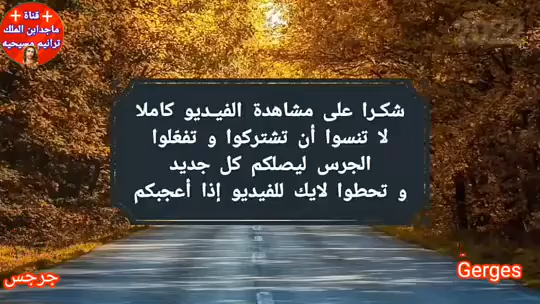 + قناة +
ماجدابن الملك
ترانيم مسيحيه
شكرا على مشاهدة الفيديو كاملا
لا تنسوا أن تشتركوا و تفعّلوا
الجرس ليصلكم كل جديد
و تحطوا لايك للفيديو إذا أعجبكم
جرجس
Gerges